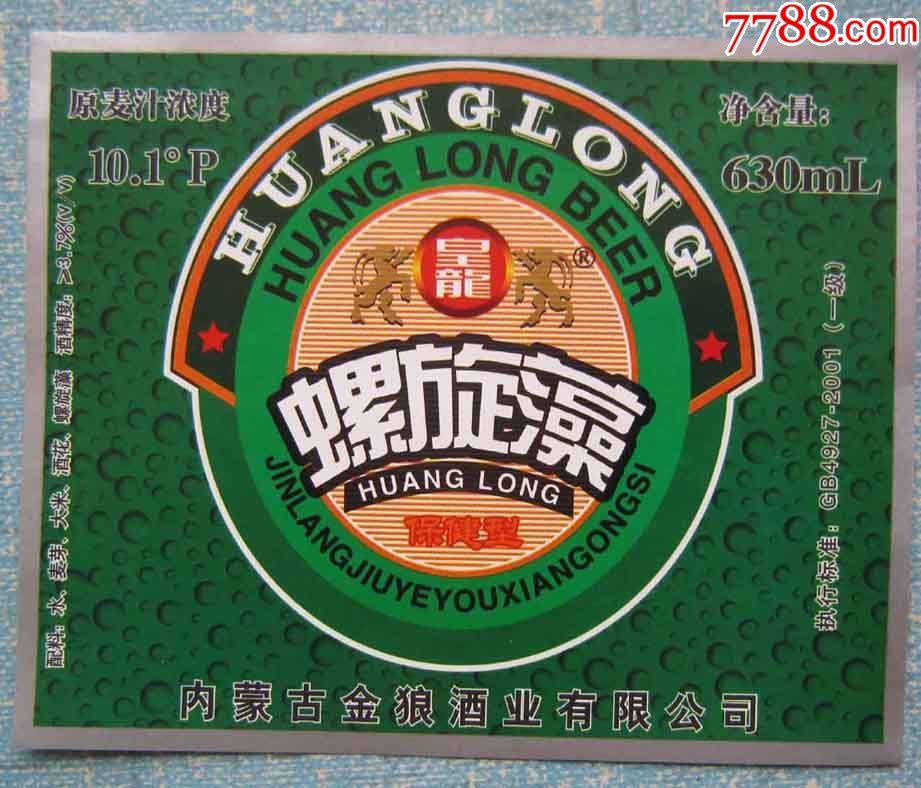 7788.com
原麦汁浓度
10.1°P
净含量:
630mL
HUANGLONG
HUANG LONG BEER
皇龍
®
螺旋藻
HUANG LONG
保健型
JINLANGJIUYEYOUXIANGONGSI
配料: 水、麦芽、大米、酒花、螺旋藻 酒精度: >3.7%(V/V)
执行标准: GB4927-2001 (一级)
内蒙古金狼酒业有限公司